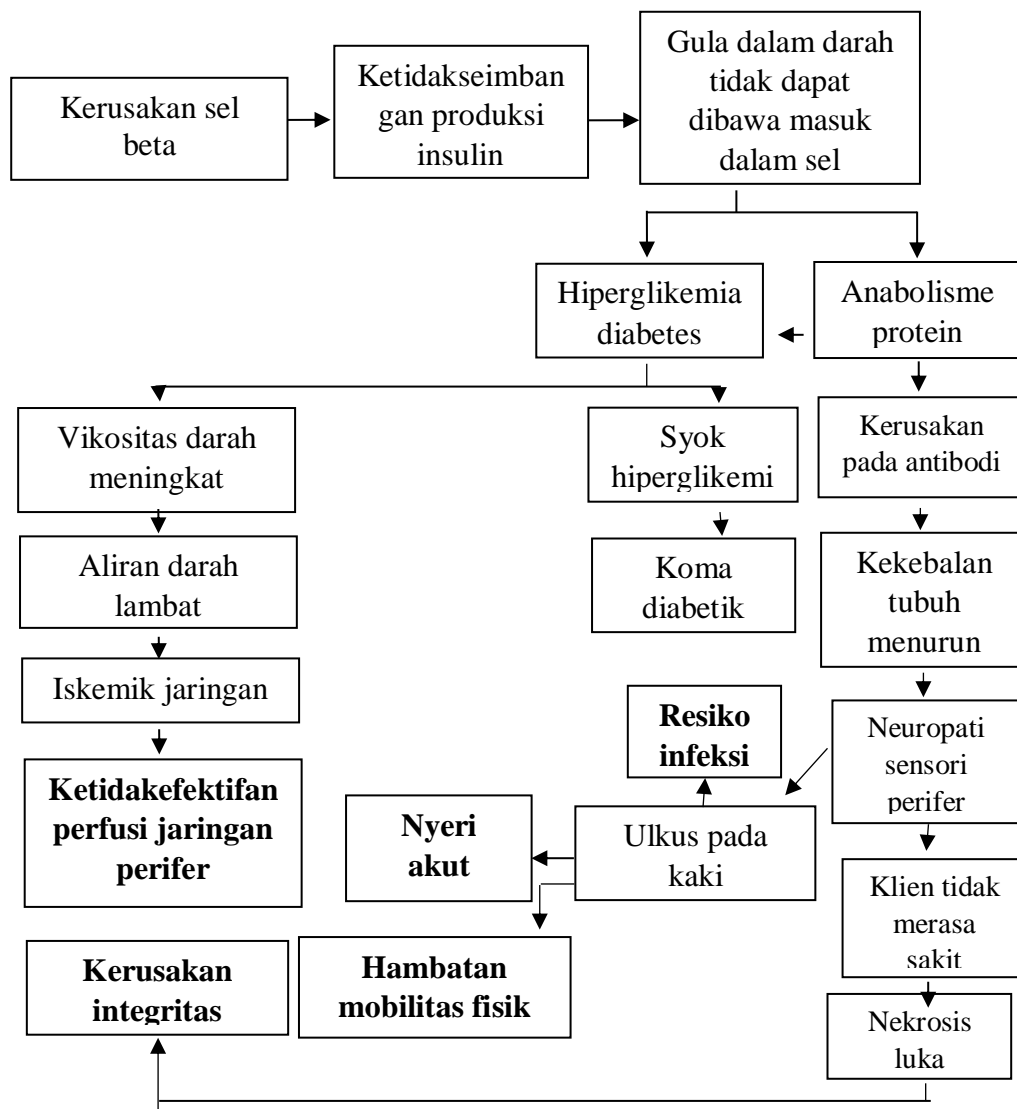 Kerusakan sel
beta
Ketidakseimban
gan produksi
insulin
Gula dalam darah
tidak dapat
dibawa masuk
dalam sel
Hiperglikemia
diabetes
Anabolisme
protein
Vikositas darah
meningkat
Syok
hiperglikemi
Kerusakan
pada antibodi
Aliran darah
lambat
Koma
diabetik
Kekebalan
tubuh
menurun
Iskemik jaringan
Resiko
infeksi
Neuropati
sensori
perifer
Ketidakefektifan
perfusi jaringan
perifer
Nyeri
akut
Ulkus pada
kaki
Klien tidak
merasa
sakit
Kerusakan
integritas
Hambatan
mobilitas fisik
Nekrosis
luka